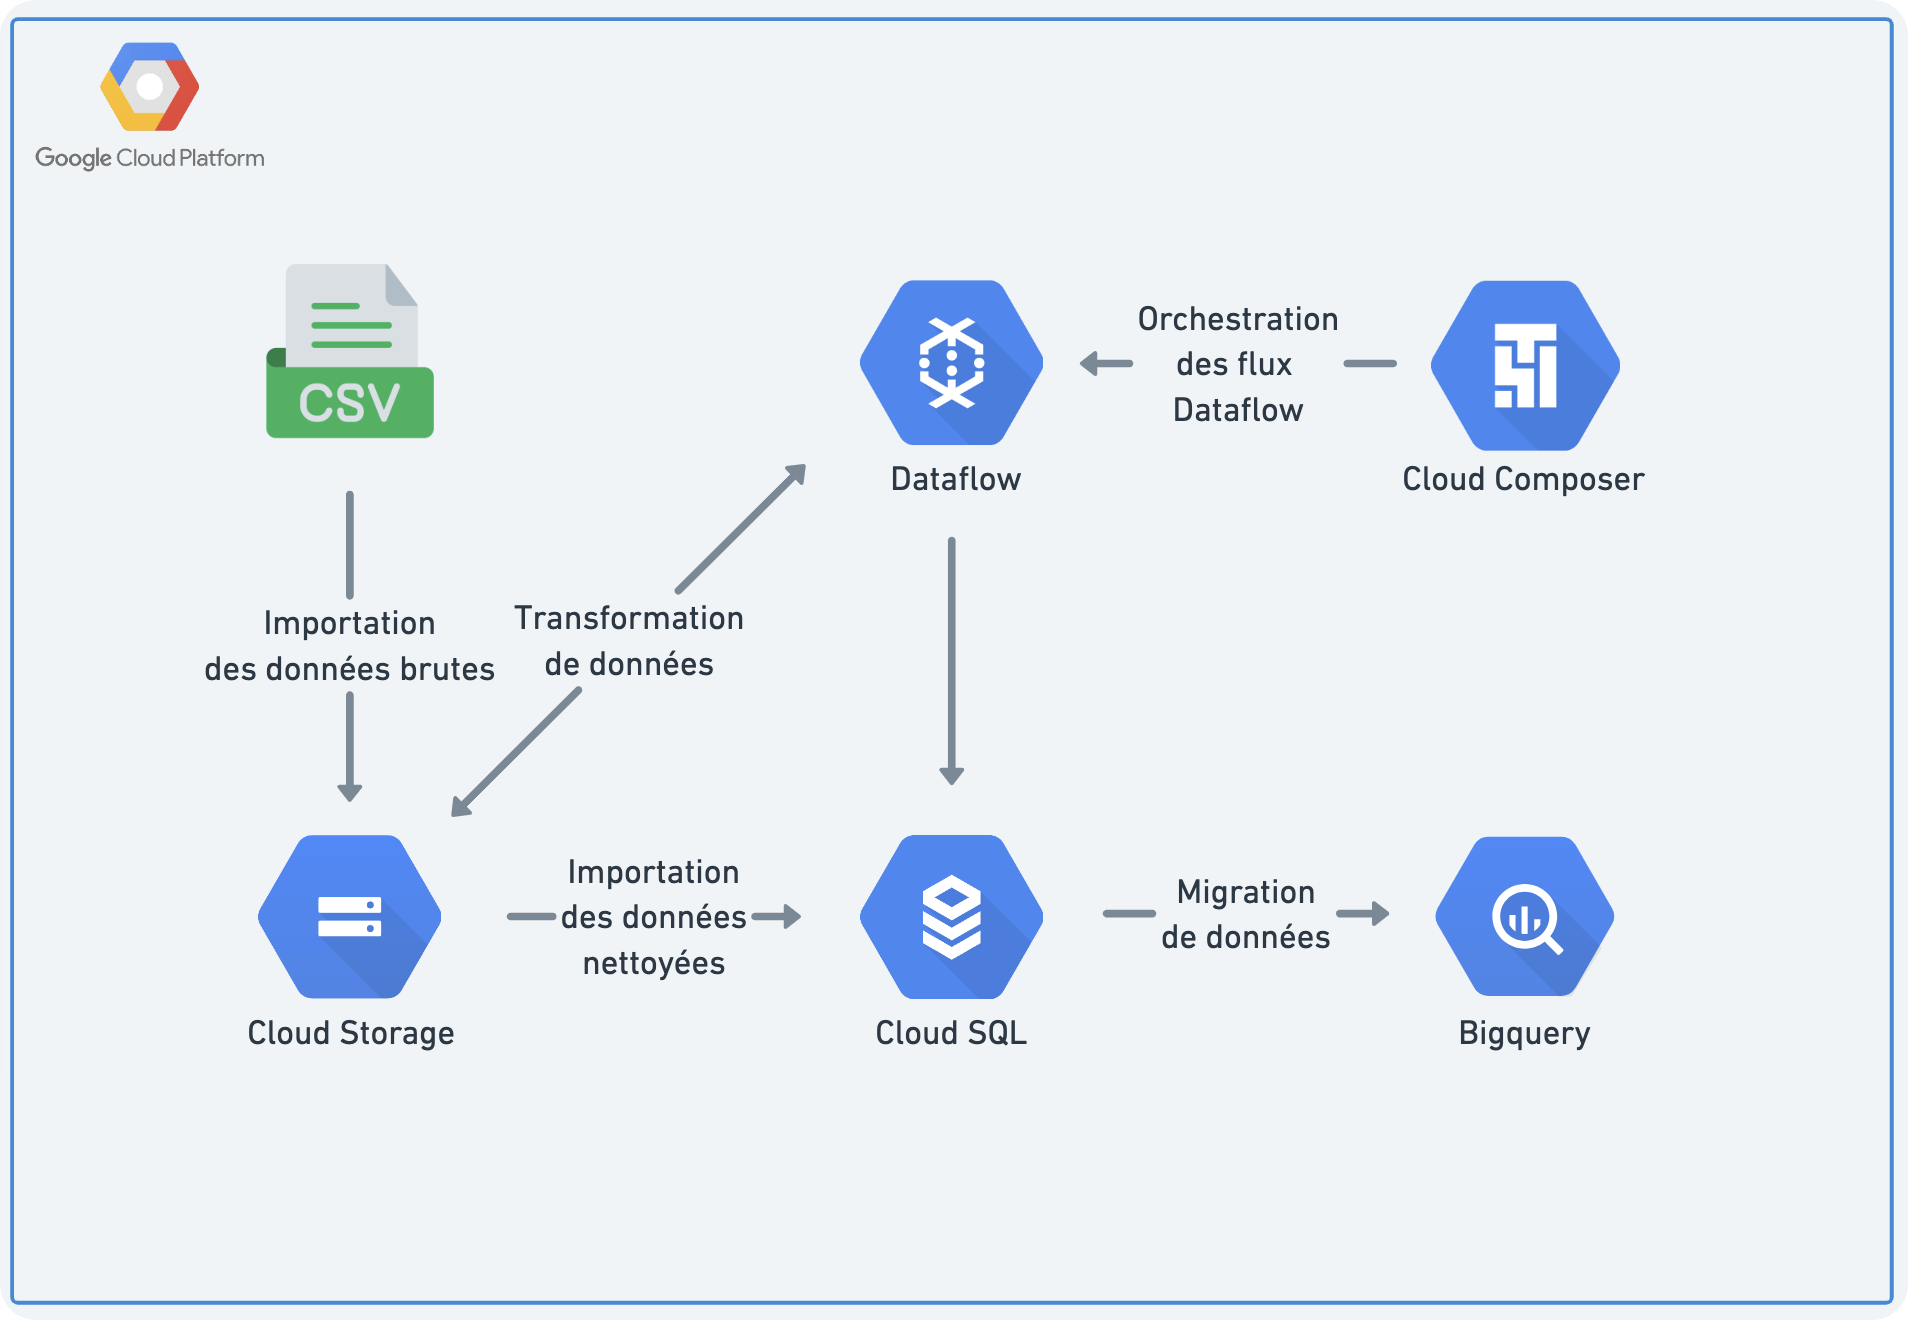 Google Cloud Platform
CSV
Orchestration
des flux
Dataflow
Dataflow
Cloud Composer
Importation
des données brutes
Transformation
de données
Importation
des données
nettoyées
Migration
de données
Cloud Storage
Cloud SQL
Bigquery